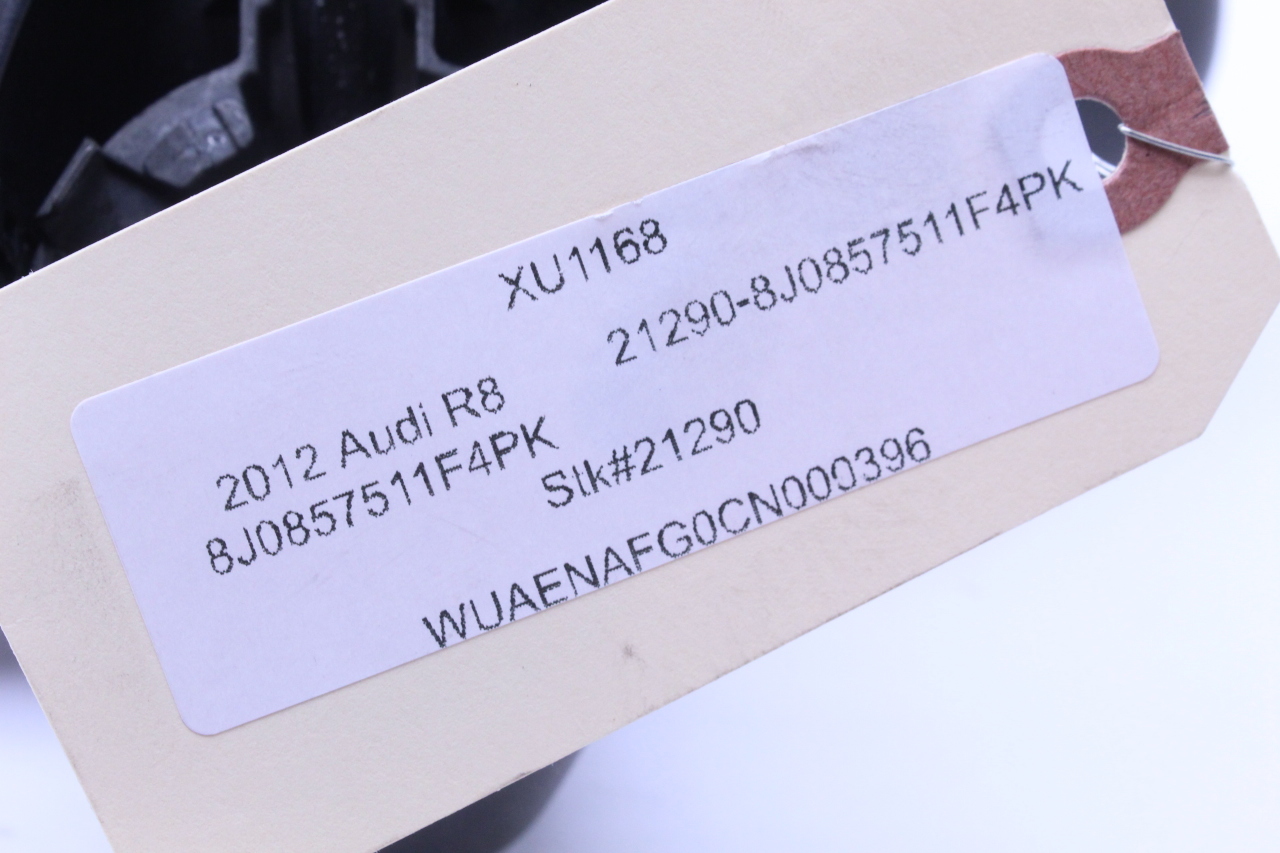 XU1168
21290-8J0857511F4PK
2012 Audi R8
8J0857511F4PK
Stk#21290
WUAENAFG0CN000396